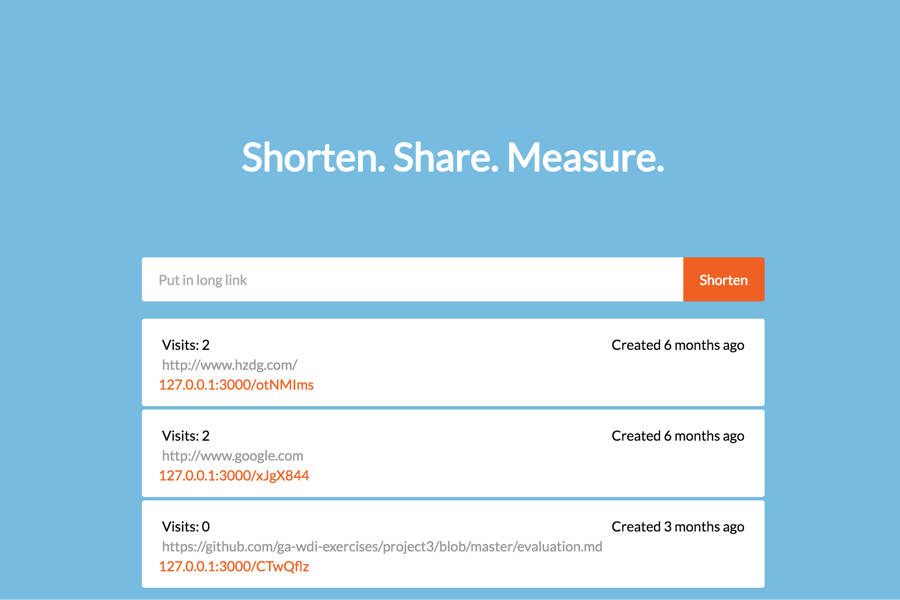 Shorten. Share. Measure.
Put in long link
Shorten
Visits: 2
Created 6 months ago
http://www.hzdg.com/
127.0.0.1:3000/otNMIms
Visits: 2
Created 6 months ago
http://www.google.com
127.0.0.1:3000/xJgX844
Visits: 0
Created 3 months ago
https://github.com/ga-wdi-exercises/project3/blob/master/evaluation.md
127.0.0.1:3000/CTwQflz